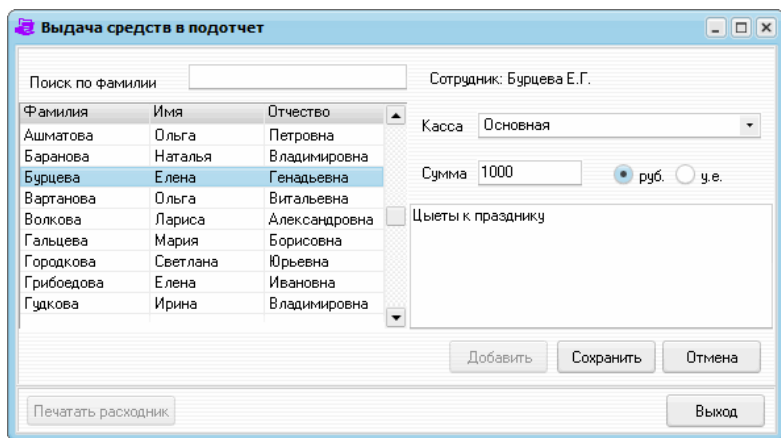 Выдача средств в подотчет
Поиск по фамилии
Сотрудник: Бурцева Е.Г.
Фамилия Имя Отчество
Ашматова Ольга Петровна
Баранова Наталья Владимировна
Бурцева Елена Генадьевна
Вартанова Ольга Витальевна
Волкова Лариса Александровна
Гальцева Мария Борисовна
Городкова Светлана Юрьевна
Грибоедова Елена Ивановна
Гудкова Ирина Владимировна
Касса Основная
Сумма 1000 руб. у.е.
Цыеты к празднику
Добавить Сохранить Отмена
Печатать расходник Выход